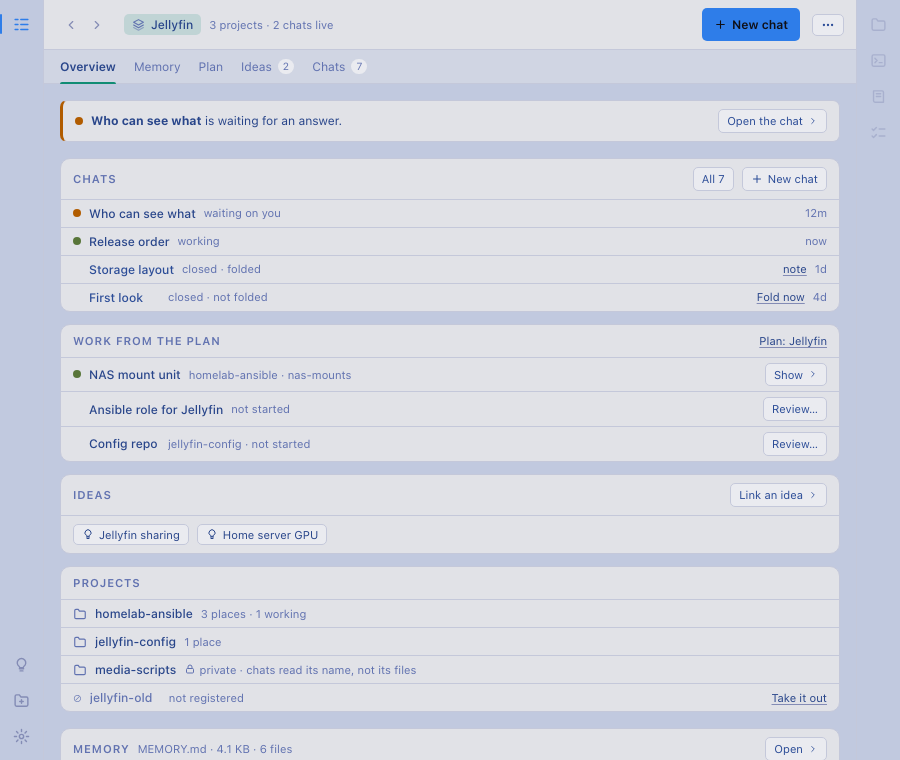 Jellyfin 3 projects · 2 chats live + New chat ...
Overview Memory Plan Ideas 2 Chats 7
Who can see what is waiting for an answer. Open the chat
CHATS All 7 + New chat
Who can see what waiting on you 12m
Release order working now
Storage layout closed · folded note 1d
First look closed · not folded Fold now 4d
WORK FROM THE PLAN Plan: Jellyfin
NAS mount unit homelab-ansible · nas-mounts Show
Ansible role for Jellyfin not started Review...
Config repo jellyfin-config · not started Review...
IDEAS Link an idea
Jellyfin sharing Home server GPU
PROJECTS
homelab-ansible 3 places · 1 working
jellyfin-config 1 place
media-scripts private · chats read its name, not its files
jellyfin-old not registered Take it out
MEMORY MEMORY.md · 4.1 KB · 6 files Open